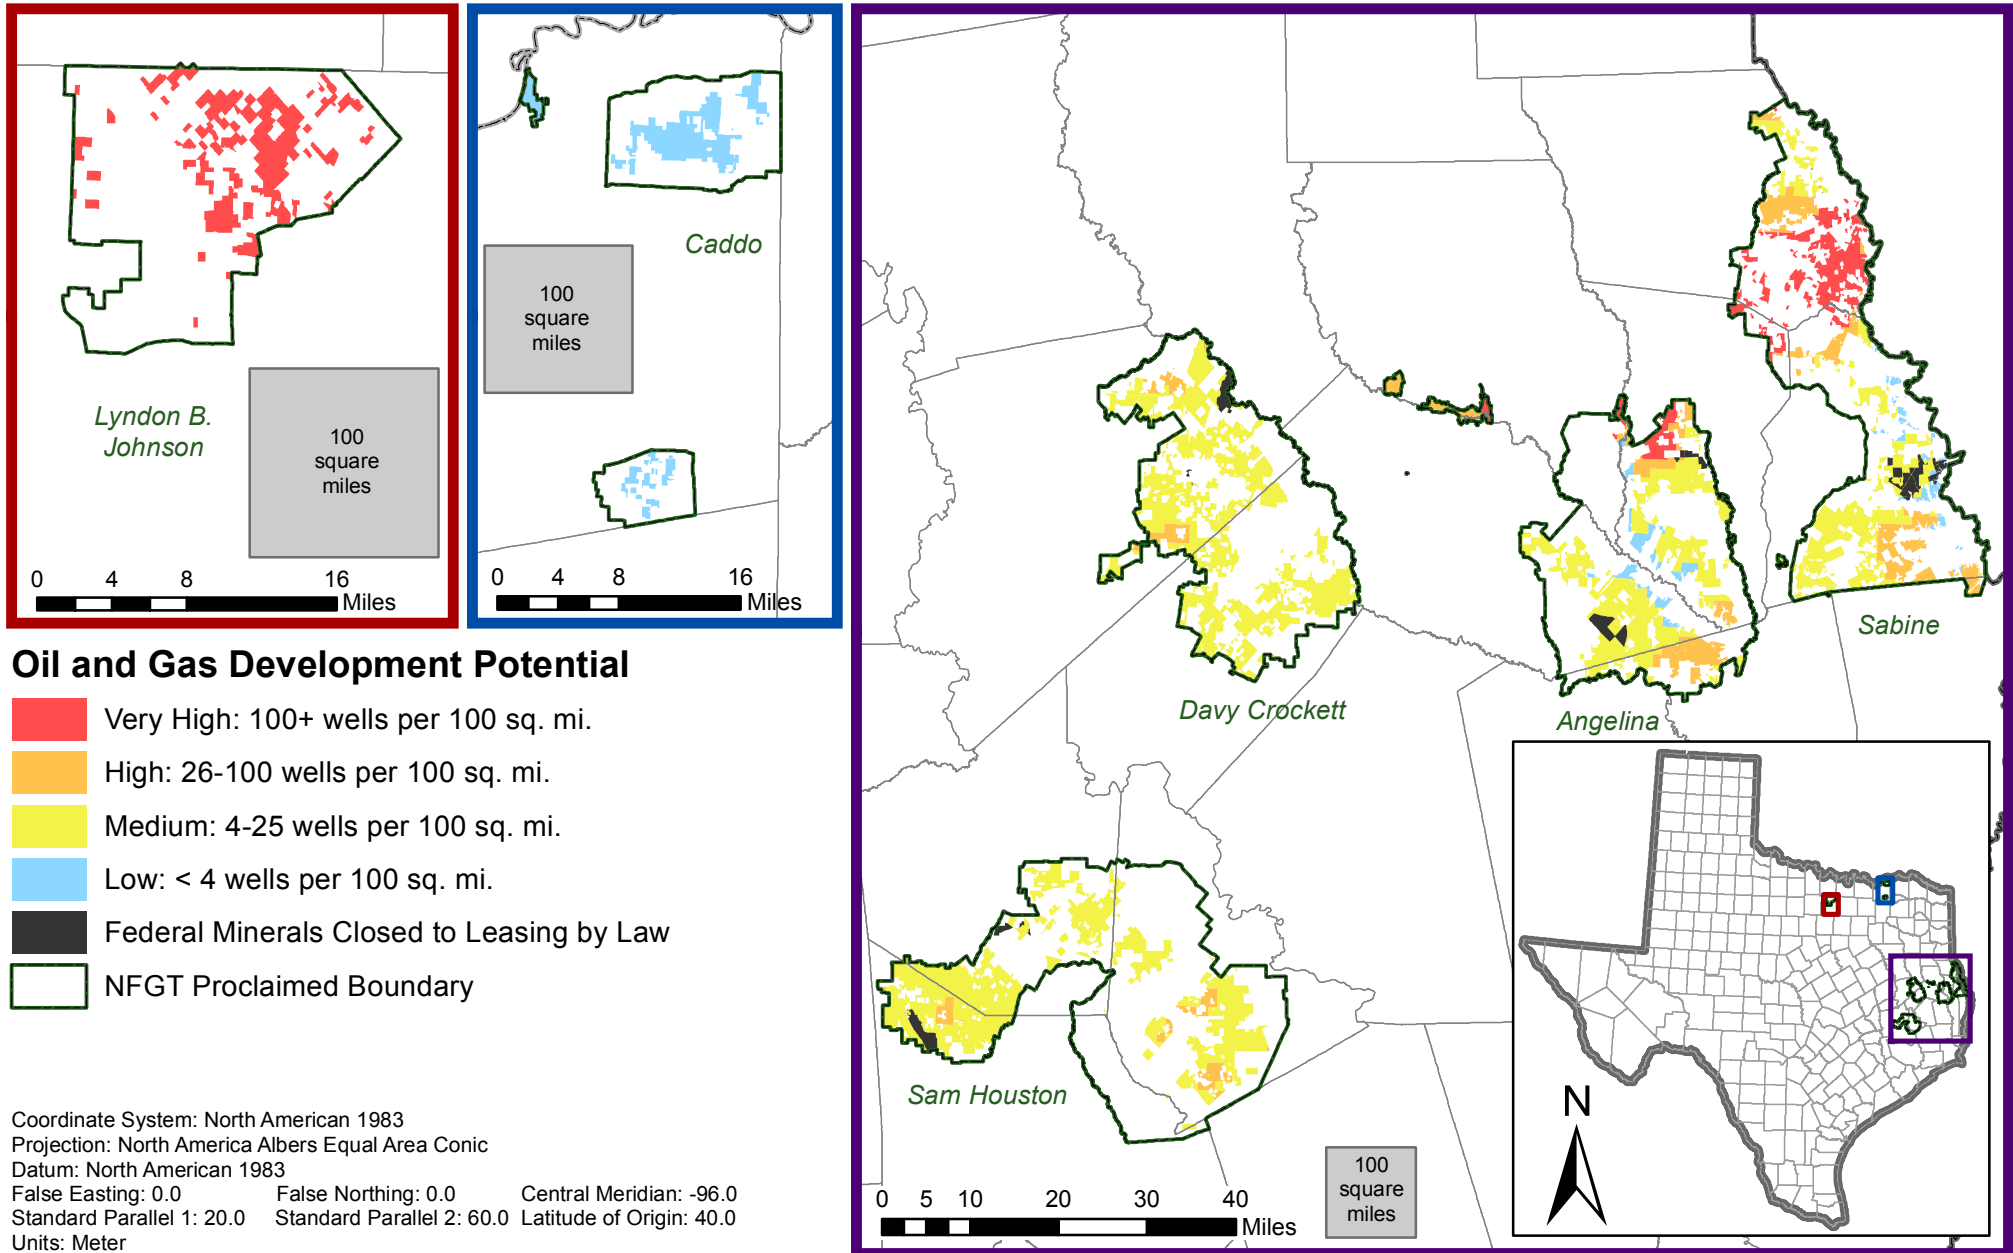 Lyndon B.
Johnson
100
square
miles
0 4 8 16 Miles
Caddo
100
square
miles
0 4 8 16 Miles
Oil and Gas Development Potential
Very High: 100+ wells per 100 sq. mi.
High: 26-100 wells per 100 sq. mi.
Medium: 4-25 wells per 100 sq. mi.
Low: < 4 wells per 100 sq. mi.
Federal Minerals Closed to Leasing by Law
NFGT Proclaimed Boundary
Coordinate System: North American 1983
Projection: North America Albers Equal Area Conic
Datum: North American 1983
False Easting: 0.0 False Northing: 0.0 Central Meridian: -96.0
Standard Parallel 1: 20.0 Standard Parallel 2: 60.0 Latitude of Origin: 40.0
Units: Meter
Sabine
Davy Crockett
Angelina
Sam Houston
100
square
miles
0 5 10 20 30 40
Miles
N